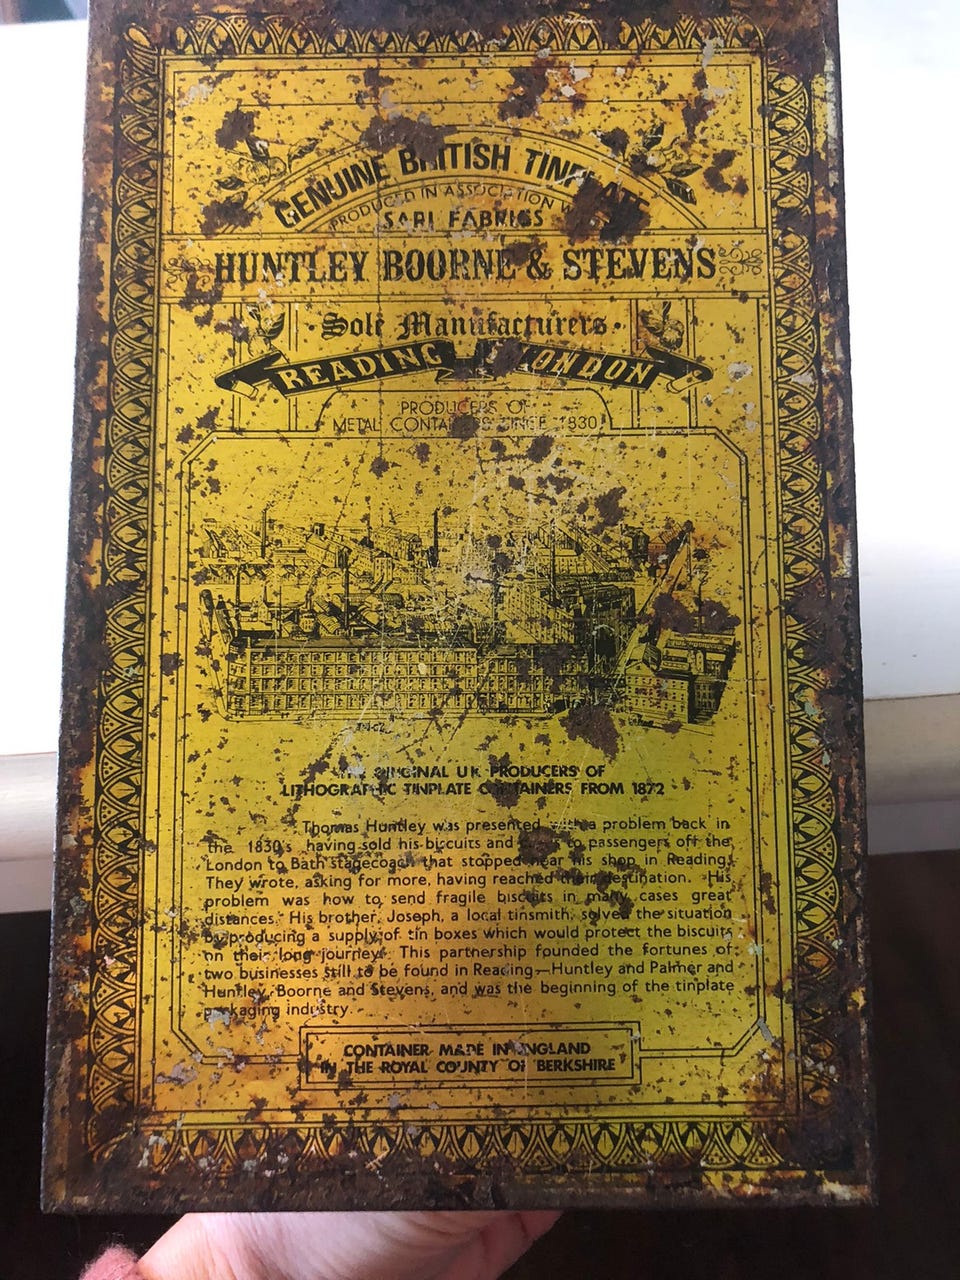 GENUINE BRITISH TINPLATE
PRODUCED IN ASSOCIATION WITH
SARI FABRICS
HUNTLEY BOORNE & STEVENS
· Sole Manufacturers ·
READING LONDON
PRODUCERS OF
METAL CONTAINERS SINCE 1830
THE ORIGINAL U.K. PRODUCERS OF
LITHOGRAPHIC TINPLATE CONTAINERS FROM 1872
Thomas Huntley was presented with a problem back in
the 1830's having sold his biscuits and to passengers off the
London to Bath stagecoach that stopped near his shop in Reading.
They wrote, asking for more, having reached their destination. His
problem was how to send fragile biscuits in many cases great
distances. His brother, Joseph, a local tinsmith, solved the situation
by producing a supply of tin boxes which would protect the biscuits
on their long journey. This partnership founded the fortunes of
two businesses still to be found in Reading—Huntley and Palmer and
Huntley, Boorne and Stevens, and was the beginning of the tinplate
packaging industry.
CONTAINER MADE IN ENGLAND
IN THE ROYAL COUNTY OF BERKSHIRE